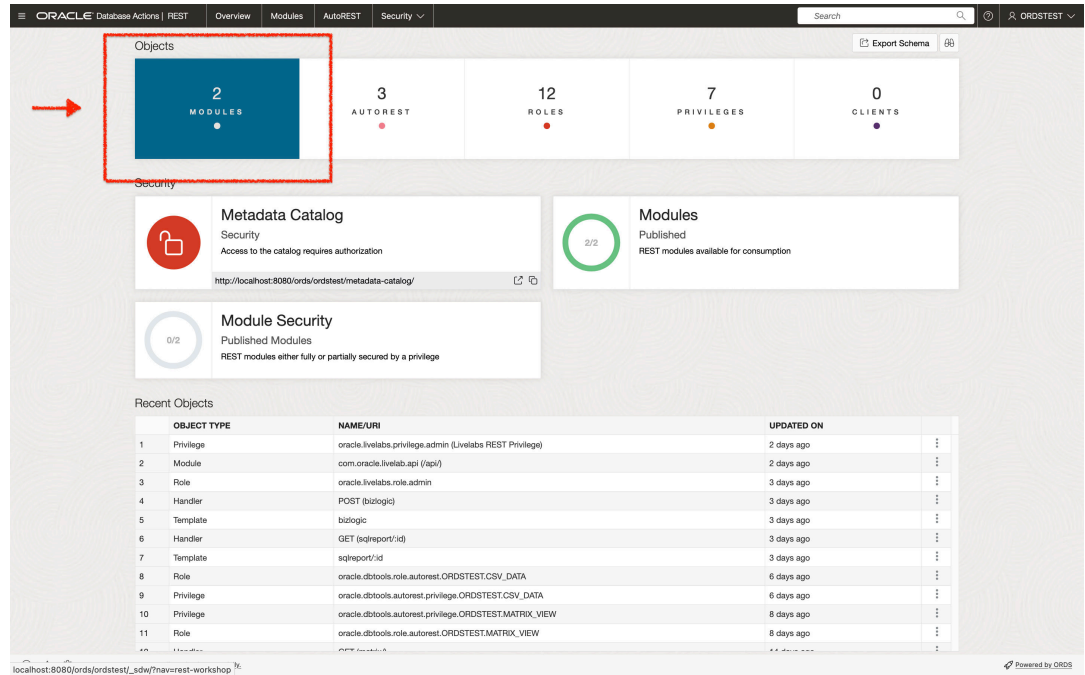 ORACLE Database Actions | REST Overview Modules AutoREST Security Search ORDSTEST
Objects Export Schema
2 3 12 7 0
MODULES AUTOREST ROLES PRIVILEGES CLIENTS
Security
Metadata Catalog
Security
Access to the catalog requires authorization
http://localhost:8080/ords/ordstest/metadata-catalog/
2/2
Modules
Published
REST modules available for consumption
0/2
Module Security
Published Modules
REST modules either fully or partially secured by a privilege
Recent Objects
OBJECT TYPE NAME/URI UPDATED ON
1 Privilege oracle.livelabs.privilege.admin (Livelabs REST Privilege) 2 days ago
2 Module com.oracle.livelab.api (/api/) 2 days ago
3 Role oracle.livelabs.role.admin 3 days ago
4 Handler POST (bizlogic) 3 days ago
5 Template bizlogic 3 days ago
6 Handler GET (sqlreport/:id) 3 days ago
7 Template sqlreport/:id 3 days ago
8 Role oracle.dbtools.role.autorest.ORDSTEST.CSV_DATA 6 days ago
9 Privilege oracle.dbtools.autorest.privilege.ORDSTEST.CSV_DATA 6 days ago
10 Privilege oracle.dbtools.autorest.privilege.ORDSTEST.MATRIX_VIEW 8 days ago
11 Role oracle.dbtools.role.autorest.ORDSTEST.MATRIX_VIEW 8 days ago
localhost:8080/ords/ordstest/_sdw/?nav=rest-workshop Powered by ORDS